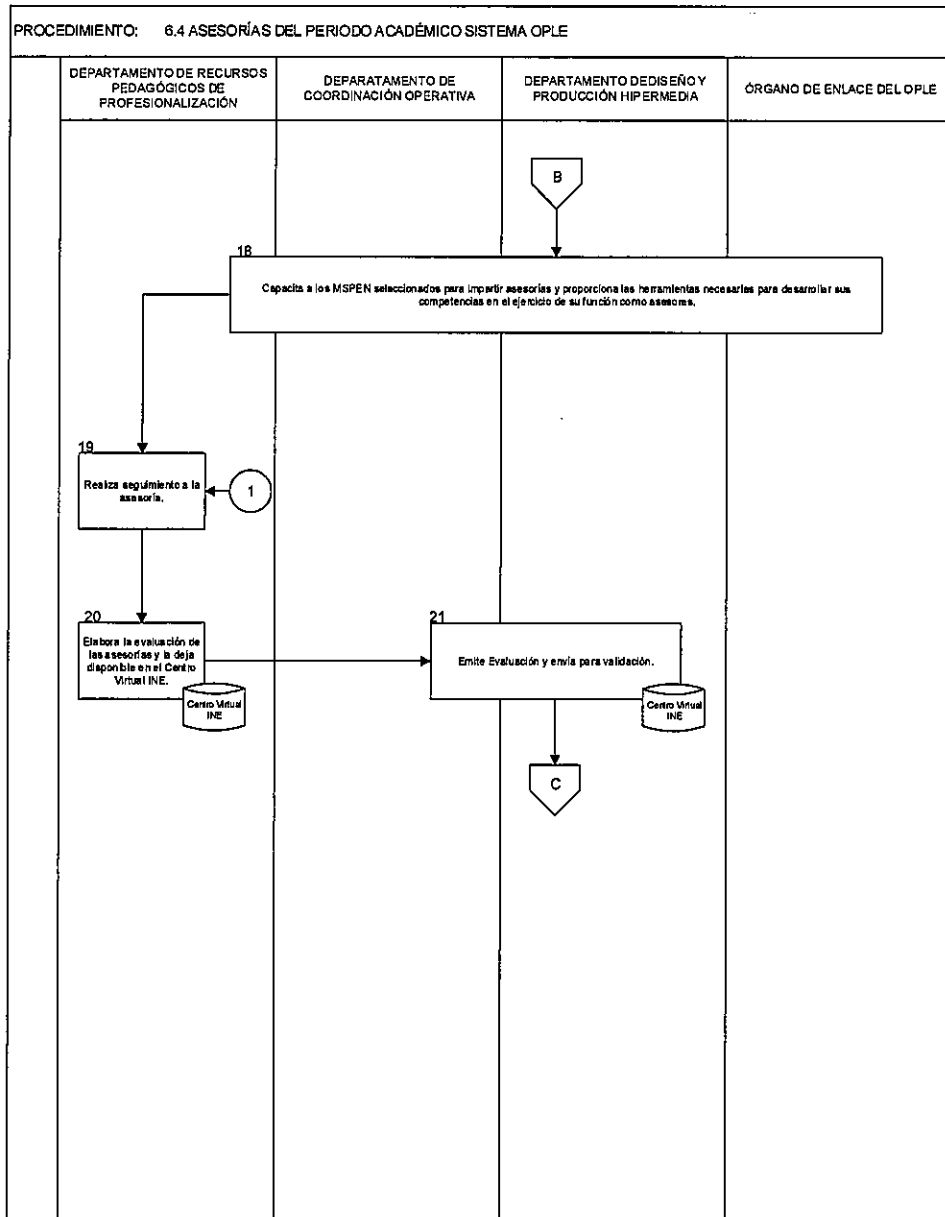 PROCEDIMIENTO: 6.4 ASESORÍAS DEL PERIODO ACADÉMICO SISTEMA OPLE
DEPARTAMENTO DE RECURSOS
PEDAGÓGICOS DE
PROFESIONALIZACIÓN
DEPARATAMENTO DE
COORDINACIÓN OPERATIVA
DEPARTAMENTO DEDISEÑO Y
PRODUCCIÓN HIPERMEDIA
ÓRGANO DE ENLACE DEL OPLE
B
18
Capacita a los MSPEN seleccionados para impartir asesorías y proporciona las herramientas necesarias para desarrollar sus
competencias en el ejercicio de su función como asesores.
19
Realiza seguimiento a la
asesoría.
1
20
Elabora la evaluación de
las asesorías y la deja
disponible en el Centro
Virtual INE.
Centro Virtual
INE
21
Emite Evaluación y envía para validación.
Centro Virtual
INE
C